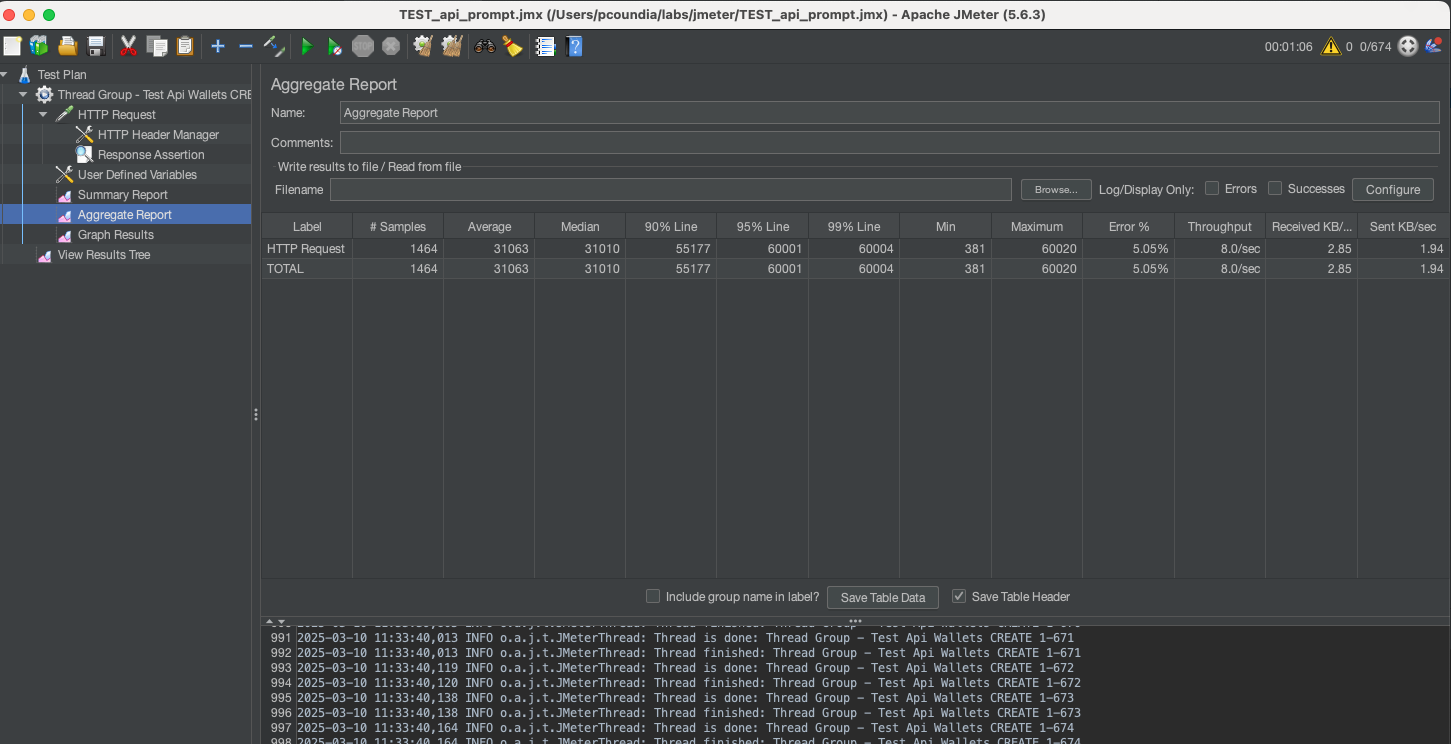 TEST_api_prompt.jmx (/Users/pcoundia/labs/jmeter/TEST_api_prompt.jmx) - Apache JMeter (5.6.3)
00:01:06 0 0/674
Test Plan
Thread Group - Test Api Wallets CRE
HTTP Request
HTTP Header Manager
Response Assertion
User Defined Variables
Summary Report
Aggregate Report
Graph Results
View Results Tree
Aggregate Report
Name: Aggregate Report
Comments:
Write results to file / Read from file
Filename Browse... Log/Display Only: Errors Successes Configure
Label # Samples Average Median 90% Line 95% Line 99% Line Min Maximum Error % Throughput Received KB/... Sent KB/sec
HTTP Request 1464 31063 31010 55177 60001 60004 381 60020 5.05% 8.0/sec 2.85 1.94
TOTAL 1464 31063 31010 55177 60001 60004 381 60020 5.05% 8.0/sec 2.85 1.94
Include group name in label? Save Table Data Save Table Header
991 2025-03-10 11:33:40,013 INFO o.a.j.t.JMeterThread: Thread is done: Thread Group - Test Api Wallets CREATE 1-671
992 2025-03-10 11:33:40,013 INFO o.a.j.t.JMeterThread: Thread finished: Thread Group - Test Api Wallets CREATE 1-671
993 2025-03-10 11:33:40,119 INFO o.a.j.t.JMeterThread: Thread is done: Thread Group - Test Api Wallets CREATE 1-672
994 2025-03-10 11:33:40,120 INFO o.a.j.t.JMeterThread: Thread finished: Thread Group - Test Api Wallets CREATE 1-672
995 2025-03-10 11:33:40,138 INFO o.a.j.t.JMeterThread: Thread is done: Thread Group - Test Api Wallets CREATE 1-673
996 2025-03-10 11:33:40,138 INFO o.a.j.t.JMeterThread: Thread finished: Thread Group - Test Api Wallets CREATE 1-673
997 2025-03-10 11:33:40,164 INFO o.a.j.t.JMeterThread: Thread is done: Thread Group - Test Api Wallets CREATE 1-674
998 2025-03-10 11:33:40,164 INFO o.a.j.t.JMeterThread: Thread finished: Thread Group - Test Api Wallets CREATE 1-674